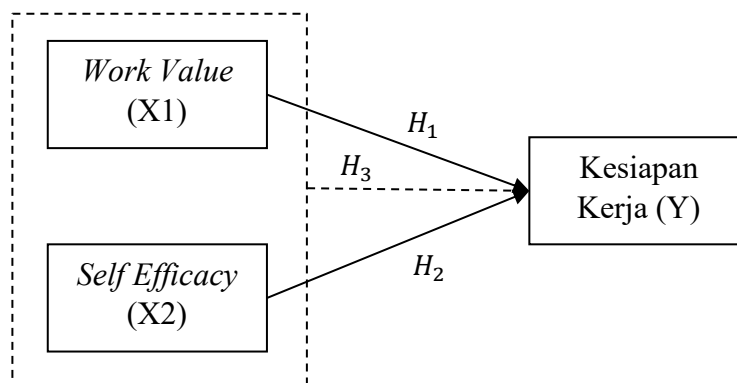 Work Value
(X1)
H₁
H₃
Kesiapan
Kerja (Y)
Self Efficacy
(X2)
H₂